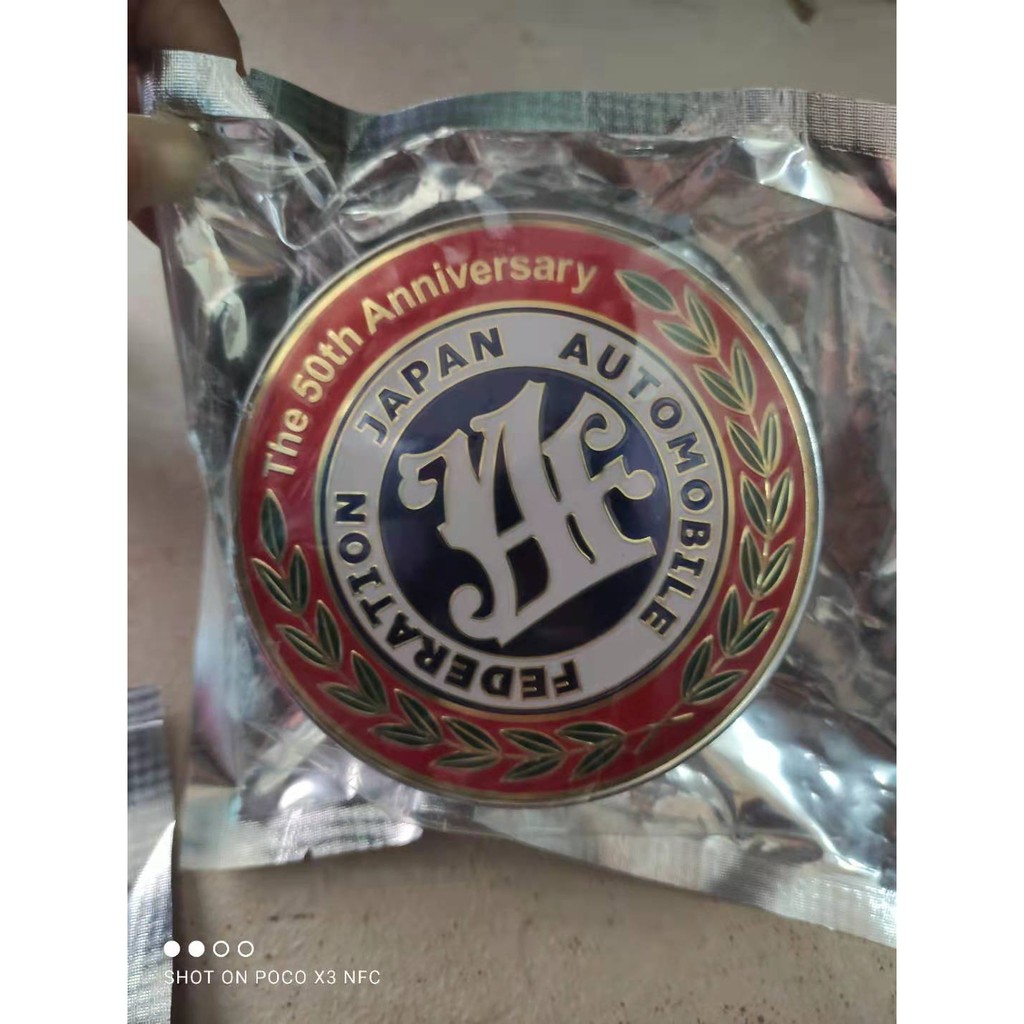 The 50th Anniversary
JAPAN AUTOMOBILE FEDERATION
JAF
SHOT ON POCO X3 NFC